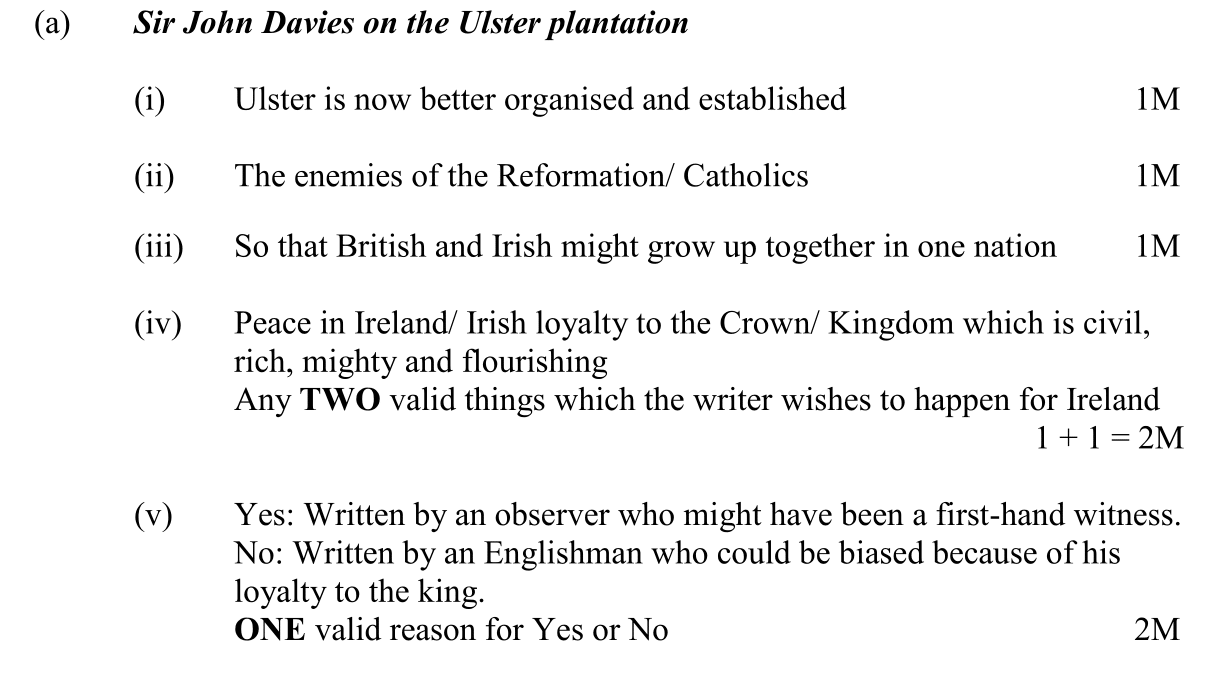 (a) Sir John Davies on the Ulster plantation
(i) Ulster is now better organised and established 1M
(ii) The enemies of the Reformation/ Catholics 1M
(iii) So that British and Irish might grow up together in one nation 1M
(iv) Peace in Ireland/ Irish loyalty to the Crown/ Kingdom which is civil,
rich, mighty and flourishing
Any TWO valid things which the writer wishes to happen for Ireland
1 + 1 = 2M
(v) Yes: Written by an observer who might have been a first-hand witness.
No: Written by an Englishman who could be biased because of his
loyalty to the king.
ONE valid reason for Yes or No 2M